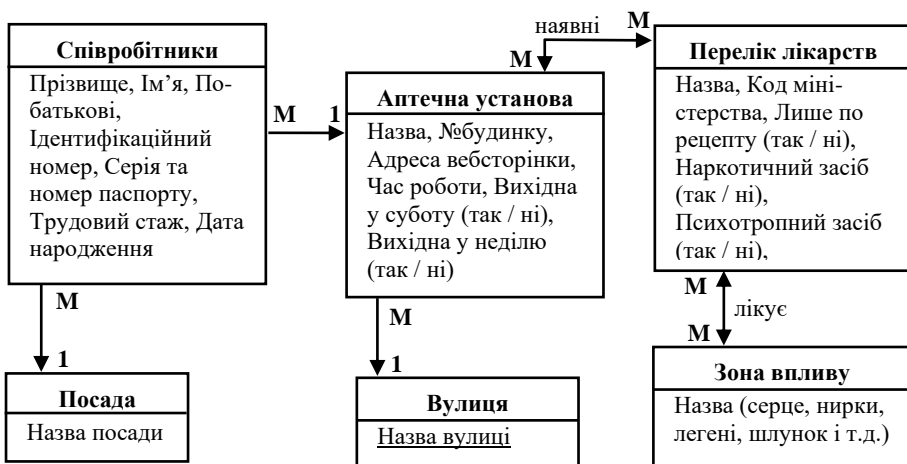 Співробітники
Прізвище, Ім’я, По-
батькові,
Ідентифікаційний
номер, Серія та
номер паспорту,
Трудовий стаж, Дата
народження
М
1
М
1
Посада
Назва посади
Аптечна установа
Назва, №будинку,
Адреса вебсторінки,
Час роботи, Вихідна
у суботу (так / ні),
Вихідна у неділю
(так / ні)
М
1
Вулиця
Назва вулиці
наявні
М
М
Перелік лікарств
Назва, Код міні-
стерства, Лише по
рецепту (так / ні),
Наркотичний засіб
(так / ні),
Психотропний засіб
(так / ні),
М
лікує
М
Зона впливу
Назва (серце, нирки,
легені, шлунок і т.д.)